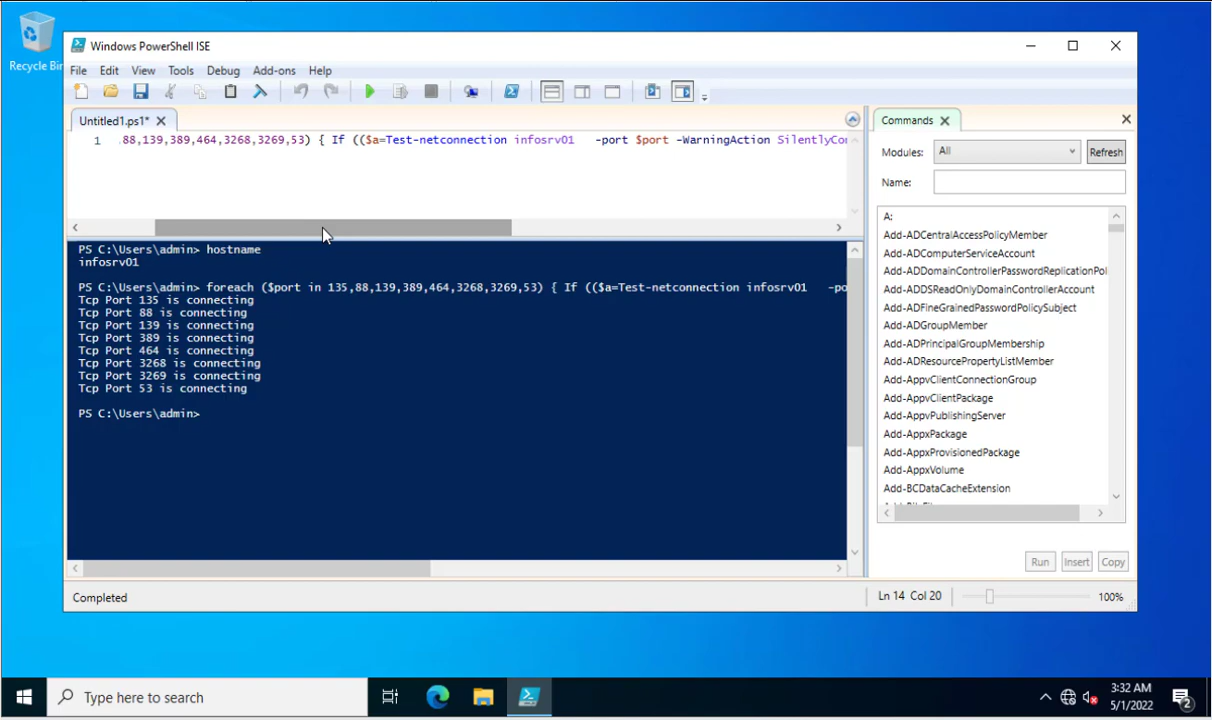 Recycle Bin
Windows PowerShell ISE
File Edit View Tools Debug Add-ons Help
Untitled1.ps1*
1 88,139,389,464,3268,3269,53) { If (($a=Test-netconnection infosrv01 -port $port -WarningAction SilentlyCo
PS C:\Users\admin> hostname
infosrv01
PS C:\Users\admin> foreach ($port in 135,88,139,389,464,3268,3269,53) { If (($a=Test-netconnection infosrv01 -po
Tcp Port 135 is connecting
Tcp Port 88 is connecting
Tcp Port 139 is connecting
Tcp Port 389 is connecting
Tcp Port 464 is connecting
Tcp Port 3268 is connecting
Tcp Port 3269 is connecting
Tcp Port 53 is connecting
PS C:\Users\admin>
Commands
Modules: All Refresh
Name:
A:
Add-ADCentralAccessPolicyMember
Add-ADComputerServiceAccount
Add-ADDomainControllerPasswordReplicationPol
Add-ADDSReadOnlyDomainControllerAccount
Add-ADFineGrainedPasswordPolicySubject
Add-ADGroupMember
Add-ADPrincipalGroupMembership
Add-ADResourcePropertyListMember
Add-AppvClientConnectionGroup
Add-AppvClientPackage
Add-AppvPublishingServer
Add-AppxPackage
Add-AppxProvisionedPackage
Add-AppxVolume
Add-BCDataCacheExtension
Run Insert Copy
Completed
Ln 14 Col 20 100%
Type here to search
3:32 AM
5/1/2022
2